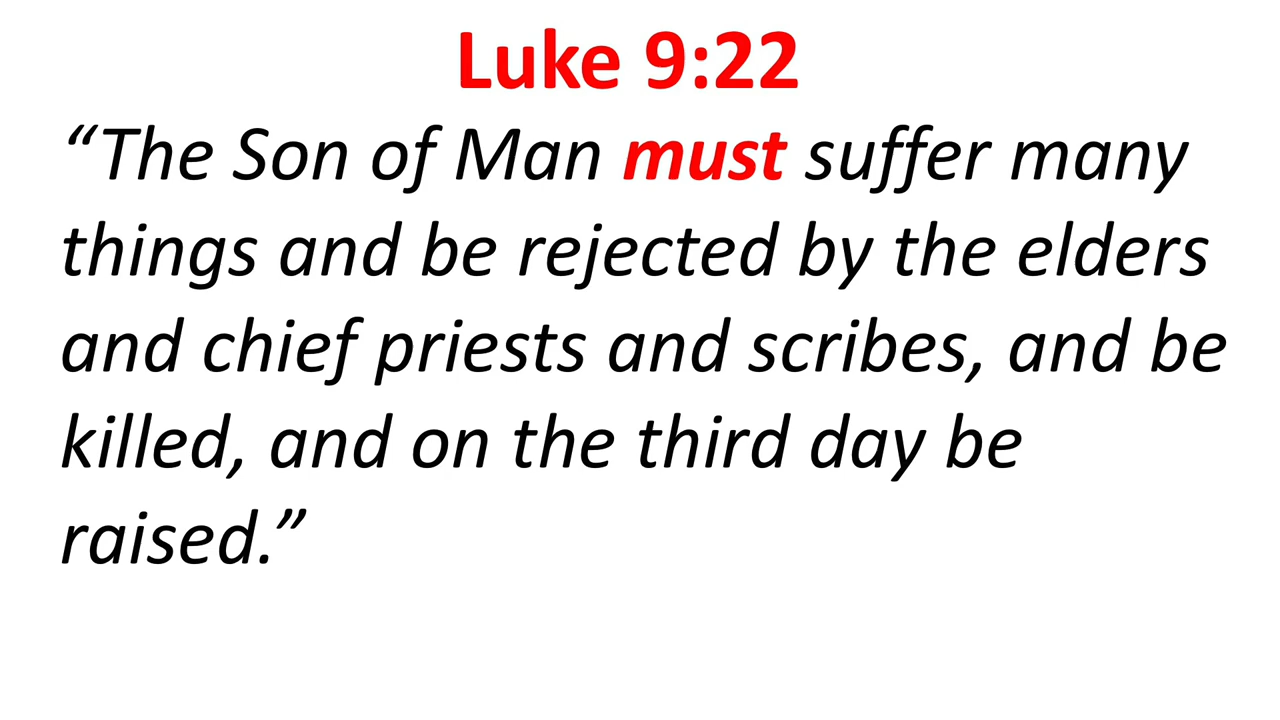 Luke 9:22
“The Son of Man must suffer many
things and be rejected by the elders
and chief priests and scribes, and be
killed, and on the third day be
raised.”